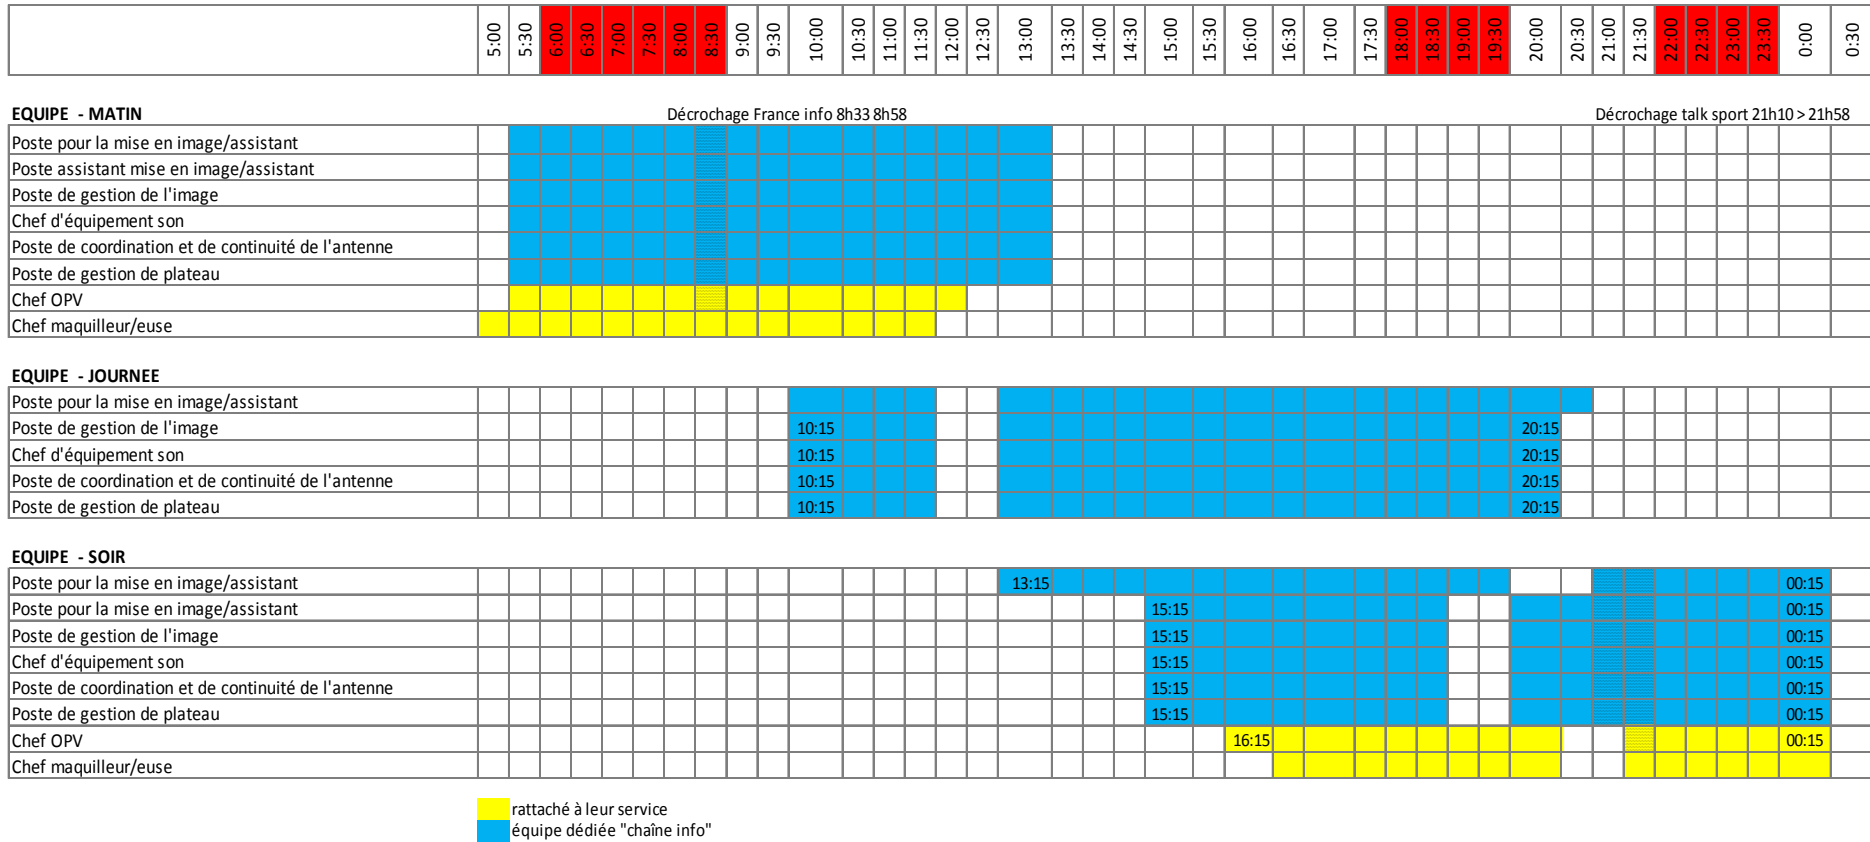 5:00 5:30 6:00 6:30 7:00 7:30 8:00 8:30 9:00 9:30 10:00 10:30 11:00 11:30 12:00 12:30 13:00 13:30 14:00 14:30 15:00 15:30 16:00 16:30 17:00 17:30 18:00 18:30 19:00 19:30 20:00 20:30 21:00 21:30 22:00 22:30 23:00 23:30 0:00 0:30
EQUIPE - MATIN Décrochage France info 8h33 8h58 Décrochage talk sport 21h10 > 21h58
Poste pour la mise en image/assistant
Poste assistant mise en image/assistant
Poste de gestion de l'image
Chef d'équipement son
Poste de coordination et de continuité de l'antenne
Poste de gestion de plateau
Chef OPV
Chef maquilleur/euse
EQUIPE - JOURNEE
Poste pour la mise en image/assistant
Poste de gestion de l'image 10:15 20:15
Chef d'équipement son 10:15 20:15
Poste de coordination et de continuité de l'antenne 10:15 20:15
Poste de gestion de plateau 10:15 20:15
EQUIPE - SOIR
Poste pour la mise en image/assistant 13:15 00:15
Poste pour la mise en image/assistant 15:15 00:15
Poste de gestion de l'image 15:15 00:15
Chef d'équipement son 15:15 00:15
Poste de coordination et de continuité de l'antenne 15:15 00:15
Poste de gestion de plateau 15:15 00:15
Chef OPV 16:15 00:15
Chef maquilleur/euse
rattaché à leur service
équipe dédiée "chaîne info"